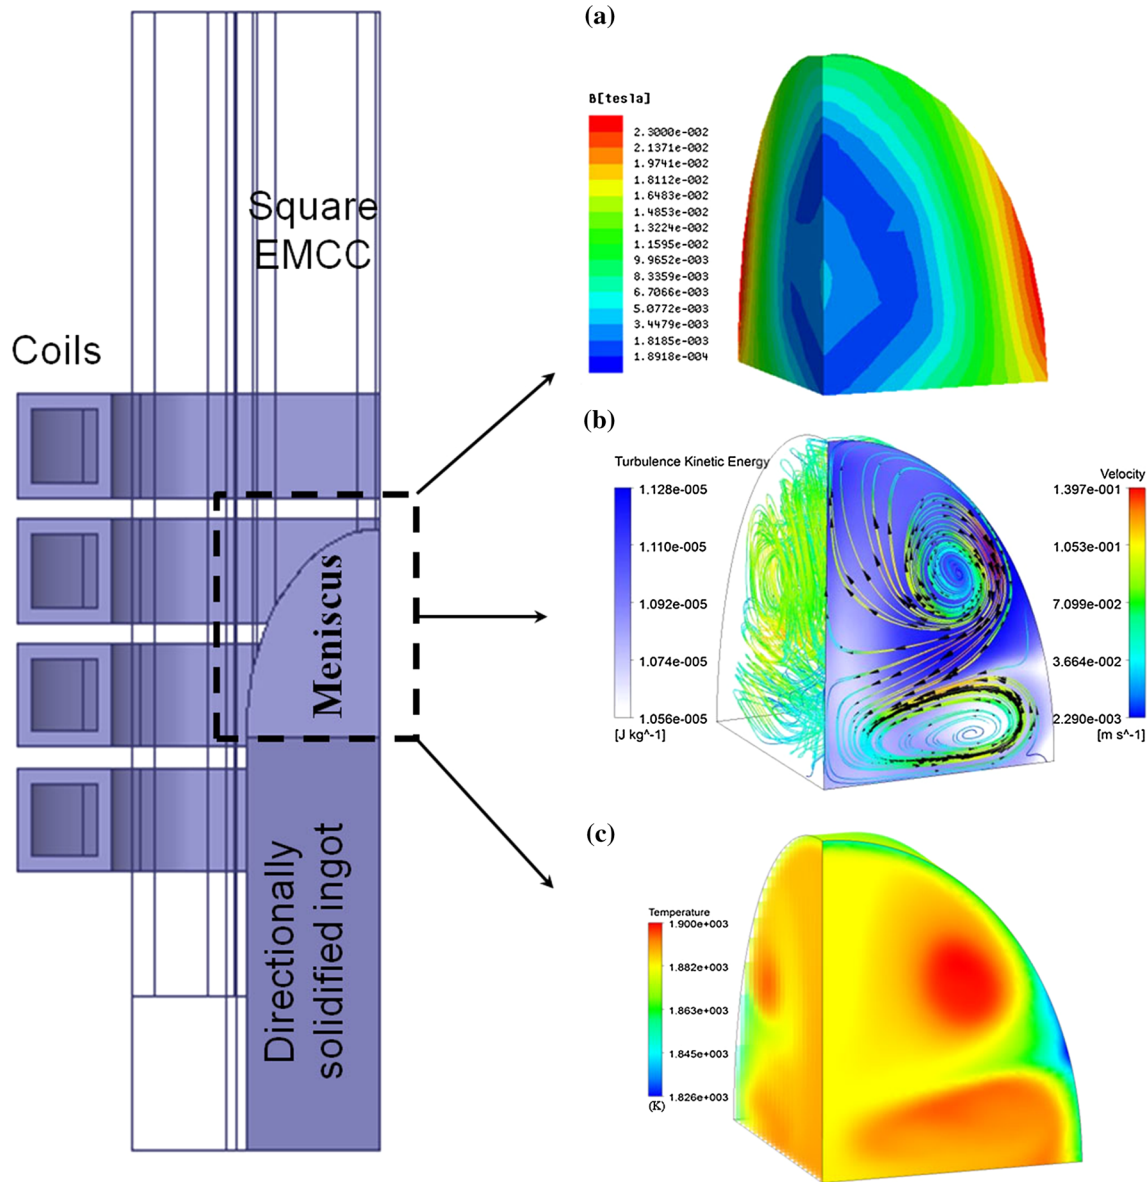 (a)
Square
EMCC
Coils
Meniscus
Directionally
solidified ingot
B[tesla]
2.3000e-002
2.1371e-002
1.9741e-002
1.8112e-002
1.6483e-002
1.4853e-002
1.3224e-002
1.1595e-002
9.9652e-003
8.3359e-003
6.7066e-003
5.0772e-003
3.4479e-003
1.8185e-003
1.8918e-004
(b)
Turbulence Kinetic Energy
1.128e-005
1.110e-005
1.092e-005
1.074e-005
1.056e-005
[J kg^-1]
Velocity
1.397e-001
1.053e-001
7.099e-002
3.664e-002
2.290e-003
[m s^-1]
(c)
Temperature
1.900e+003
1.882e+003
1.863e+003
1.845e+003
1.826e+003
(K)